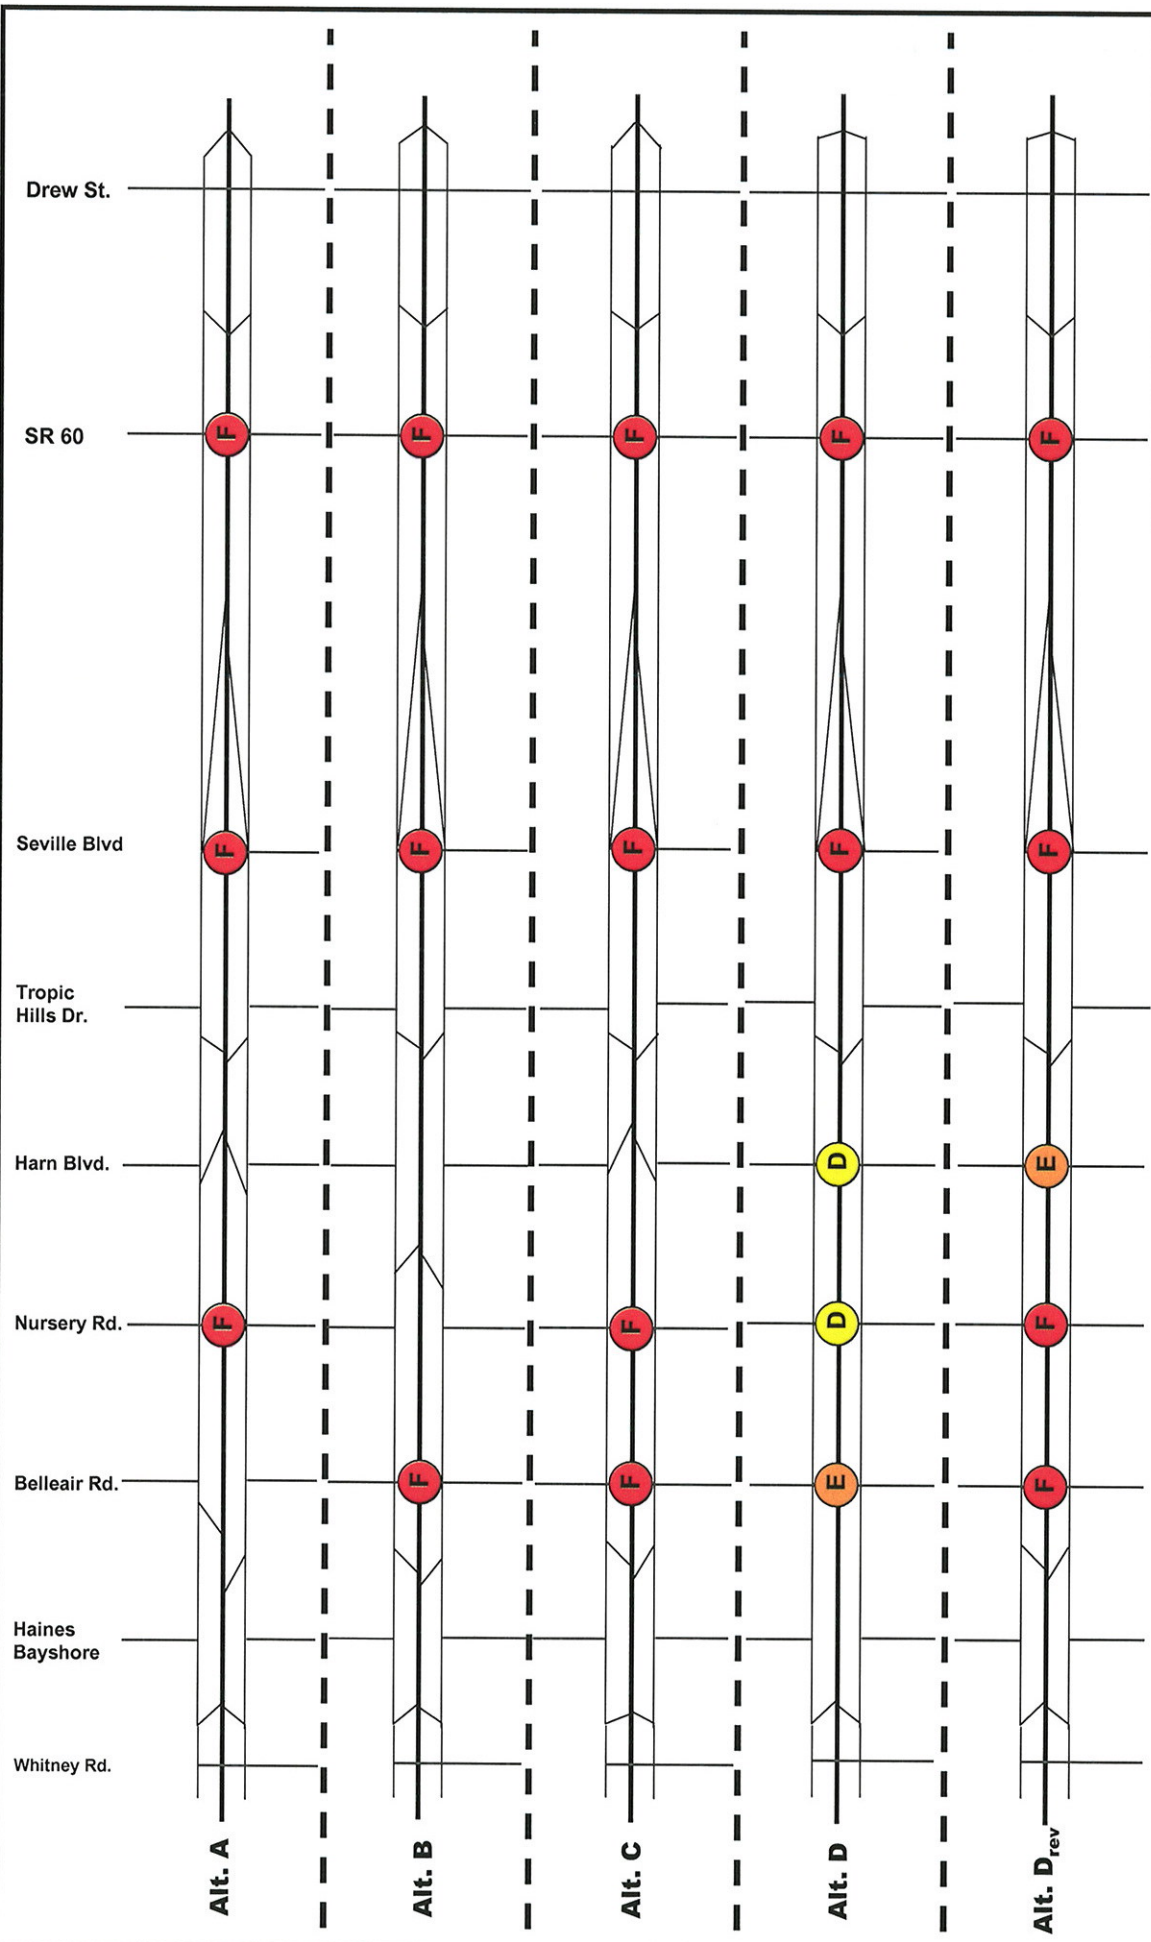 Drew St.
SR 60
F F F F F
Seville Blvd
F F F F F
Tropic
Hills Dr.
Harn Blvd.
D E
Nursery Rd.
F F D F
Belleair Rd.
F F E F
Haines
Bayshore
Whitney Rd.
Alt. A
Alt. B
Alt. C
Alt. D
Alt. Drev